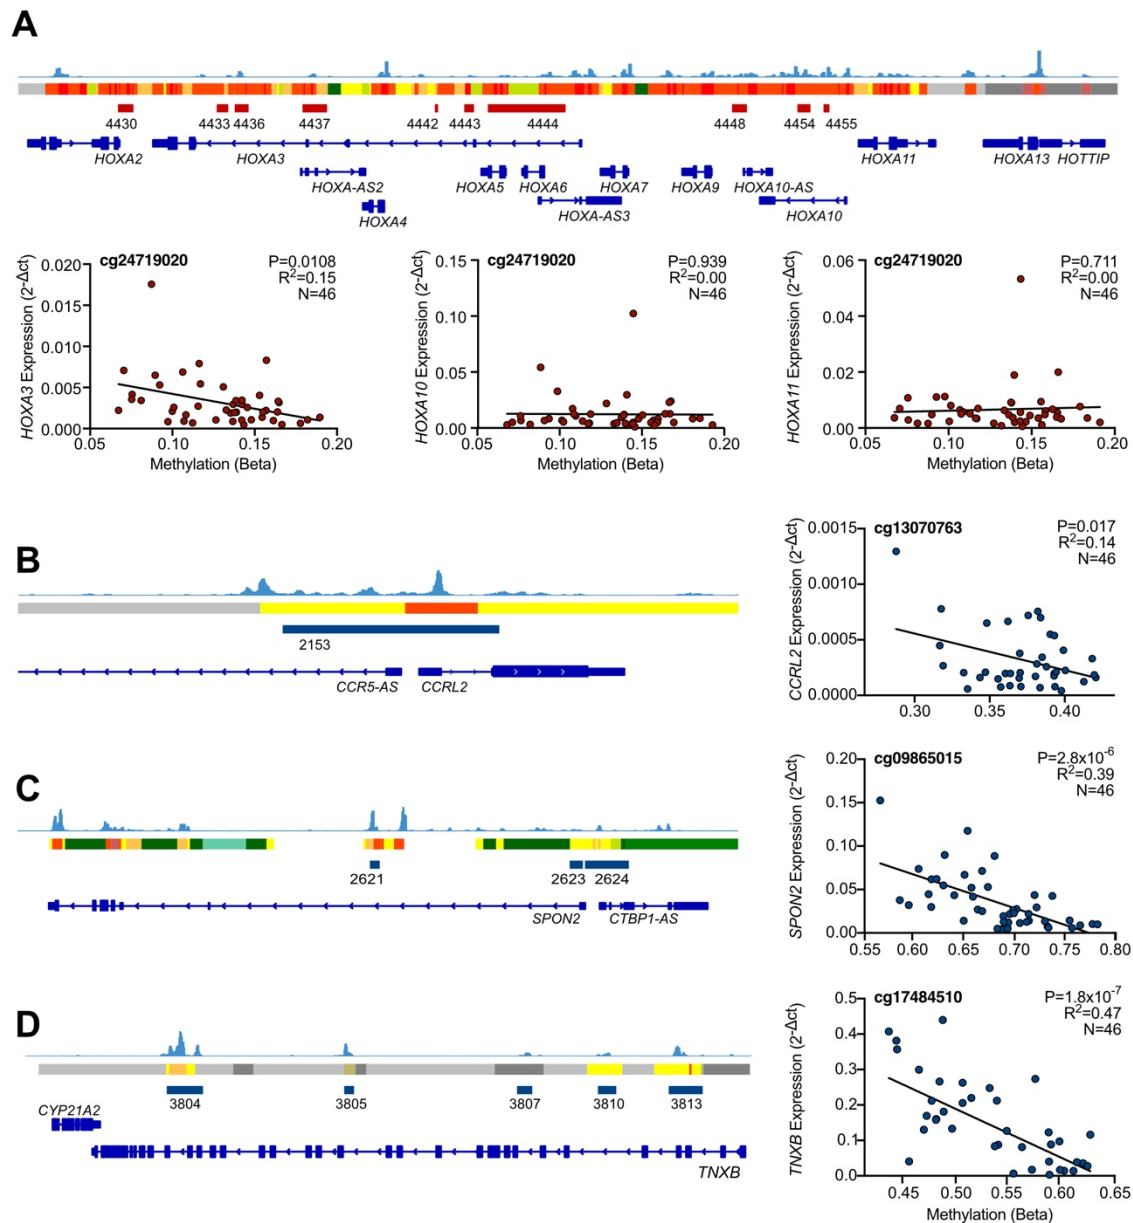 A
4430 4433 4436 4437 4442 4443 4444 4448 4454 4455
HOXA2 HOXA3 HOXA11 HOXA13 HOTTIP
HOXA-AS2 HOXA5 HOXA6 HOXA7 HOXA9 HOXA10-AS
HOXA4 HOXA-AS3 HOXA10
cg24719020
P=0.0108
R2=0.15
N=46
HOXA3 Expression (2-Δct)
0.020
0.015
0.010
0.005
0.000
0.05 0.10 0.15 0.20
Methylation (Beta)
cg24719020
P=0.939
R2=0.00
N=46
HOXA10 Expression (2-Δct)
0.15
0.10
0.05
0.00
0.05 0.10 0.15 0.20
Methylation (Beta)
cg24719020
P=0.711
R2=0.00
N=46
HOXA11 Expression (2-Δct)
0.06
0.04
0.02
0.00
0.05 0.10 0.15 0.20
Methylation (Beta)
B
2153
CCR5-AS CCRL2
cg13070763
P=0.017
R2=0.14
N=46
CCRL2 Expression (2-Δct)
0.0015
0.0010
0.0005
0.0000
0.30 0.35 0.40
C
2621 2623 2624
SPON2 CTBP1-AS
cg09865015
P=2.8x10-6
R2=0.39
N=46
SPON2 Expression (2-Δct)
0.20
0.15
0.10
0.05
0.00
0.55 0.60 0.65 0.70 0.75 0.80
D
3804 3805 3807 3810 3813
CYP21A2
TNXB
cg17484510
P=1.8x10-7
R2=0.47
N=46
TNXB Expression (2-Δct)
0.5
0.4
0.3
0.2
0.1
0.0
0.45 0.50 0.55 0.60 0.65
Methylation (Beta)